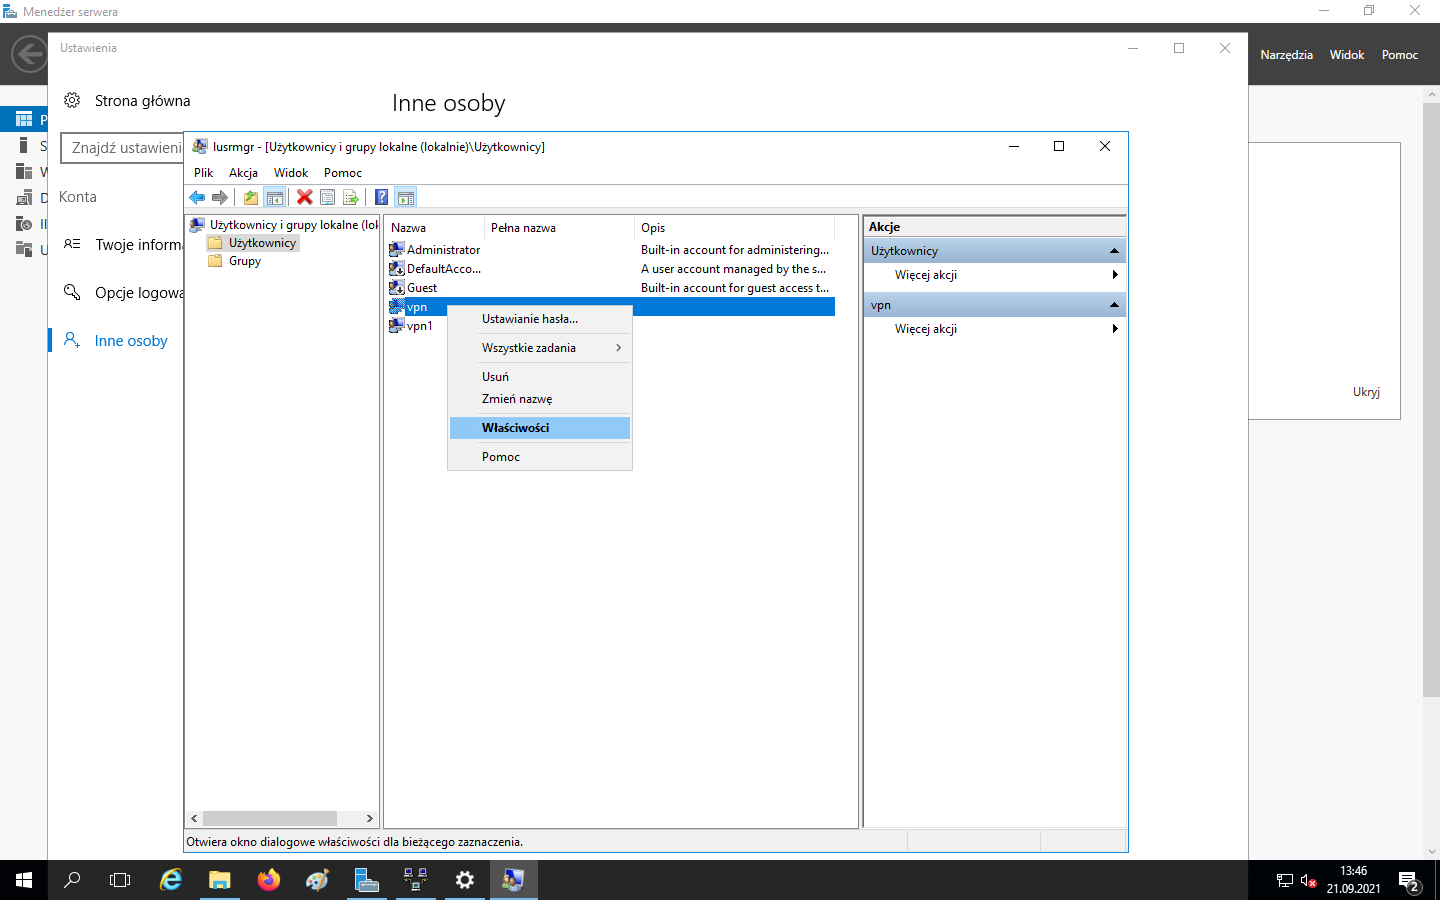 Menedżer serwera
Narzędzia Widok Pomoc
Ustawienia
Strona główna
Znajdź ustawieni
Konta
Twoje informa
Opcje logowa
Inne osoby
Inne osoby
P
S
W
D
II
U
Ukryj
lusrmgr - [Użytkownicy i grupy lokalne (lokalnie)\Użytkownicy]
Plik Akcja Widok Pomoc
Użytkownicy i grupy lokalne (lok
Użytkownicy
Grupy
Nazwa Pełna nazwa Opis
Administrator Built-in account for administering...
DefaultAcco... A user account managed by the s...
Guest Built-in account for guest access t...
vpn
vpn1
Ustawianie hasła...
Wszystkie zadania
Usuń
Zmień nazwę
Właściwości
Pomoc
Akcje
Użytkownicy
Więcej akcji
vpn
Więcej akcji
Otwiera okno dialogowe właściwości dla bieżącego zaznaczenia.
13:46
21.09.2021
2